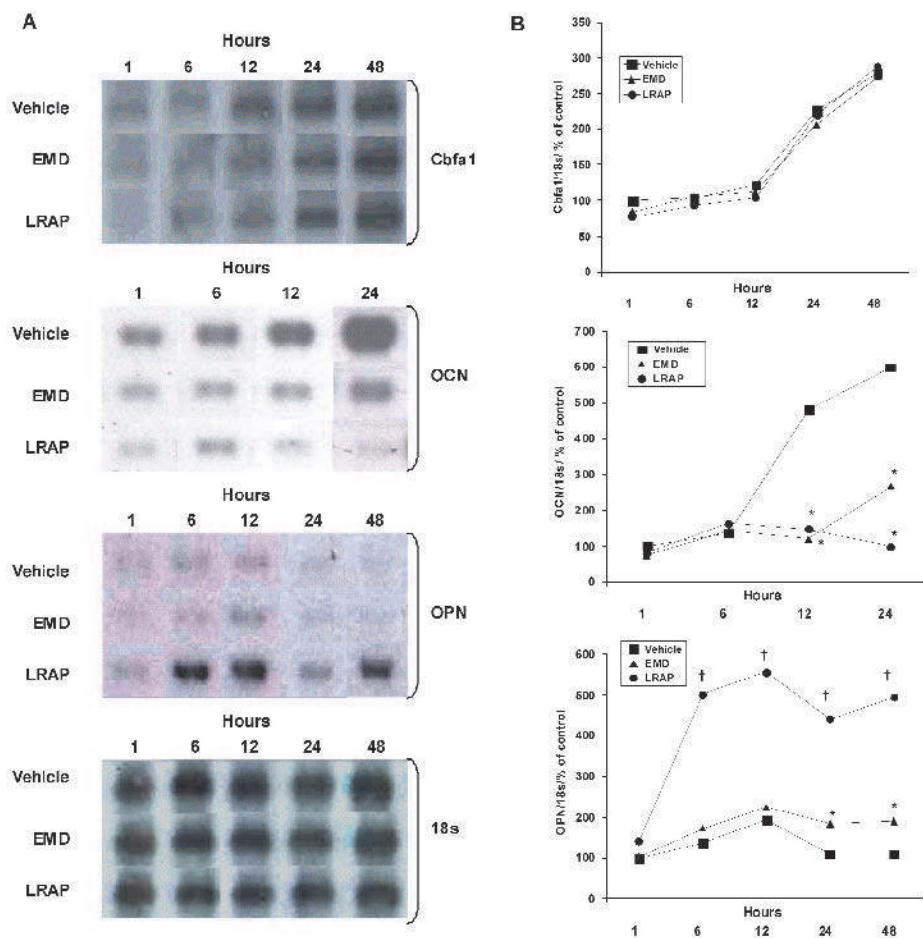 A
Hours
1 6 12 24 48
Vehicle
EMD
LRAP
Cbfa1
Hours
1 6 12 24
Vehicle
EMD
LRAP
OCN
Hours
1 6 12 24 48
Vehicle
EMD
LRAP
OPN
Hours
1 6 12 24 48
Vehicle
EMD
LRAP
18s
B
Cbfa1/18s/ % of control
350
300
250
200
150
100
50
0
Vehicle
EMD
LRAP
Hours
1 6 12 24 48
OCN/18s/ % of control
700
600
500
400
300
200
100
0
Vehicle
EMD
LRAP
*
*
*
*
Hours
1 6 12 24
OPN/18s/% of control
600
500
400
300
200
100
0
Vehicle
EMD
LRAP
† † † †
* *
Hours
1 6 12 24 48